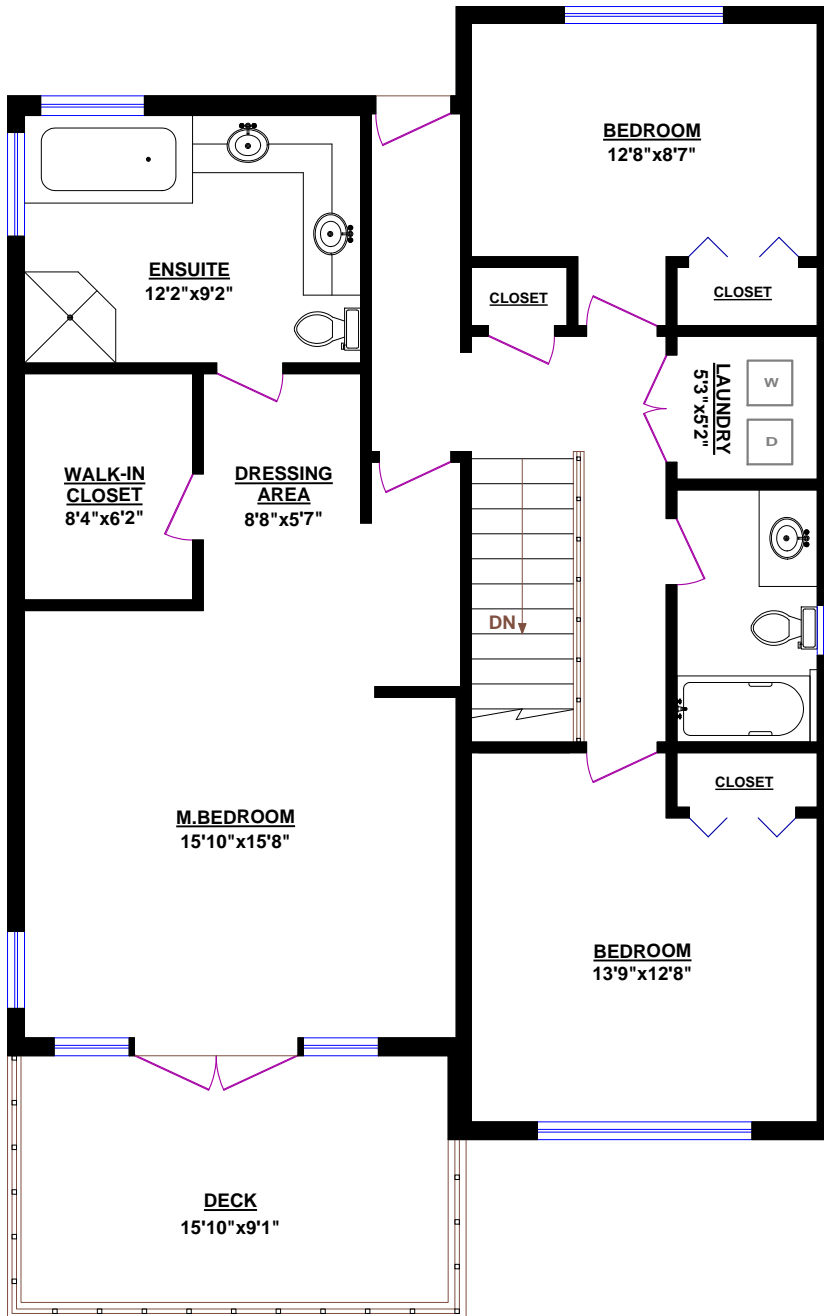 BEDROOM
12'8"x8'7"
ENSUITE
12'2"x9'2"
CLOSET
CLOSET
LAUNDRY
5'3"x5'2"
W
D
WALK-IN
CLOSET
8'4"x6'2"
DRESSING
AREA
8'8"x5'7"
DN
M.BEDROOM
15'10"x15'8"
CLOSET
BEDROOM
13'9"x12'8"
DECK
15'10"x9'1"